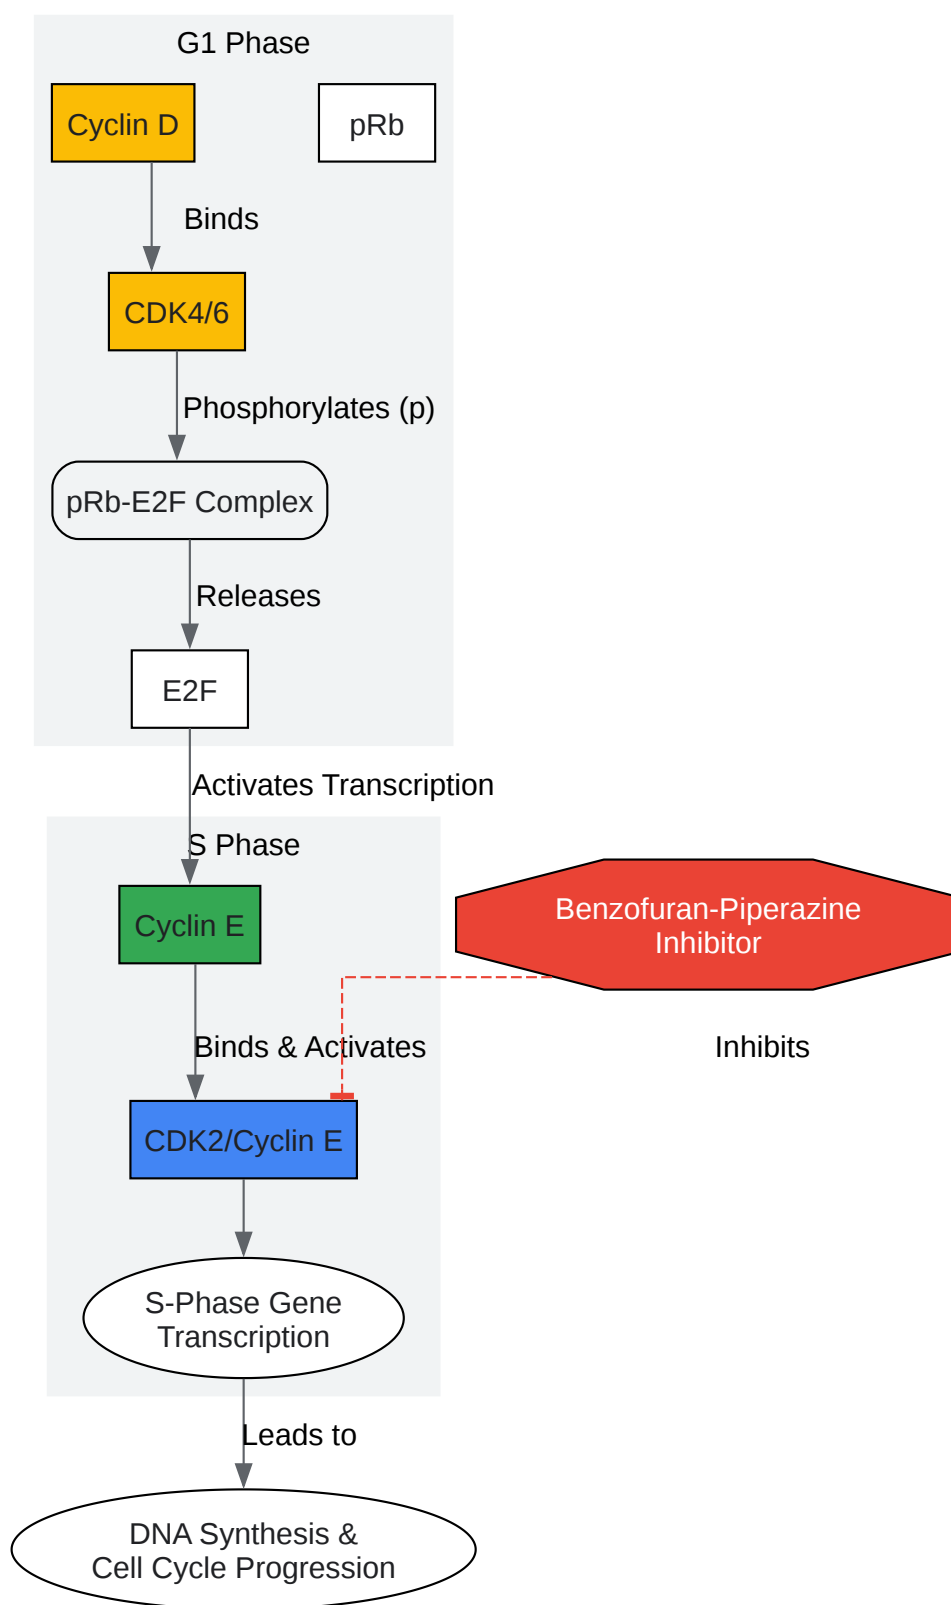 G1 Phase
Cyclin D
pRb
Binds
CDK4/6
Phosphorylates (p)
pRb-E2F Complex
Releases
E2F
Activates Transcription
S Phase
Cyclin E
Benzofuran-Piperazine
Inhibitor
Binds & Activates
Inhibits
CDK2/Cyclin E
S-Phase Gene
Transcription
Leads to
DNA Synthesis &
Cell Cycle Progression